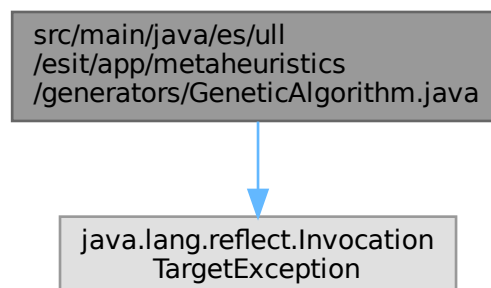 src/main/java/es/ull
/esit/app/metaheuristics
/generators/GeneticAlgorithm.java
java.lang.reflect.Invocation
TargetException